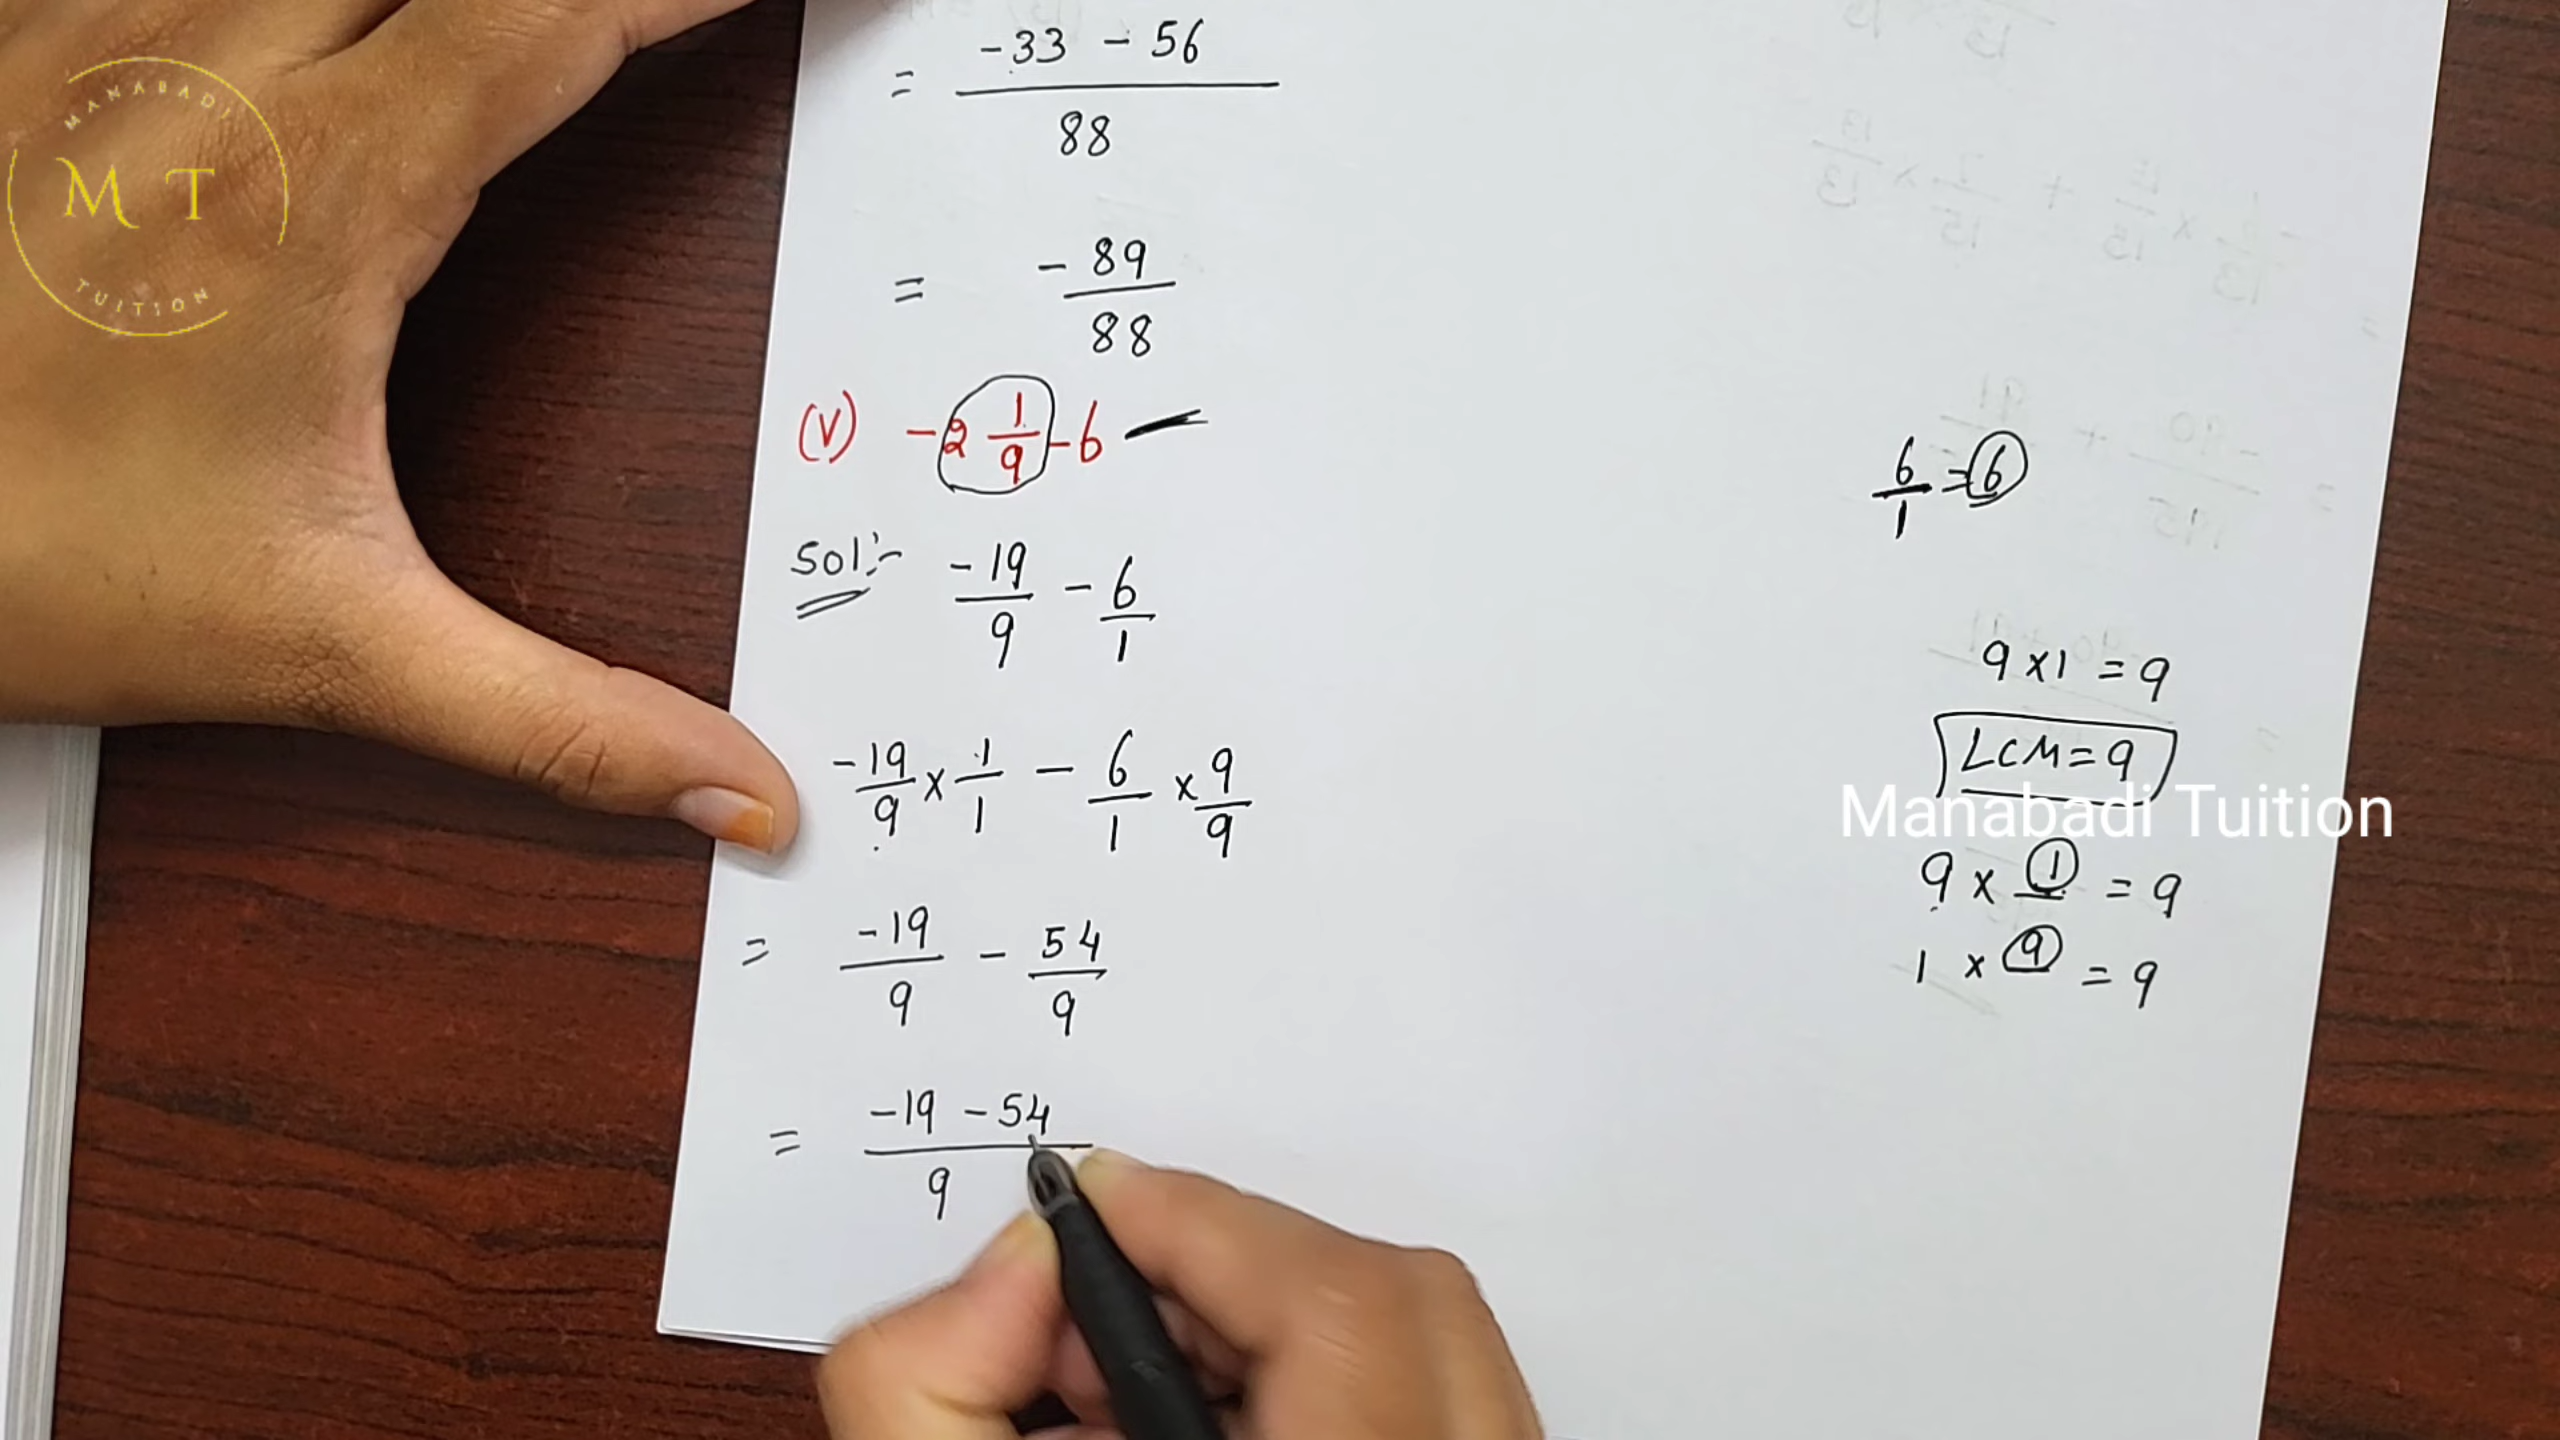 MANABADI
M T
TUITION
= (-33 - 56)/88
= -89/88
(V) -2 1/9 - 6
Sol:- -19/9 - 6/1
6/1 = 6
9 x 1 = 9
LCM = 9
-19/9 x 1/1 - 6/1 x 9/9
Manabadi Tuition
9 x 1 = 9
1 x 9 = 9
= -19/9 - 54/9
= (-19 - 54)/9